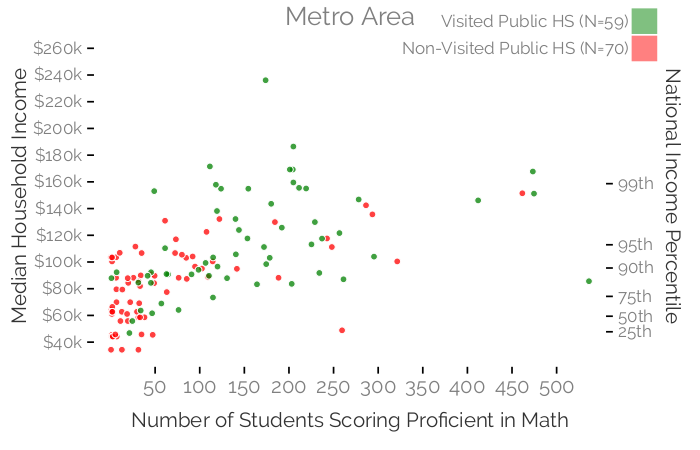 Metro Area
Visited Public HS (N=59)
Non-Visited Public HS (N=70)
Median Household Income
$260k
$240k
$220k
$200k
$180k
$160k
$140k
$120k
$100k
$80k
$60k
$40k
National Income Percentile
99th
95th
90th
75th
50th
25th
50 100 150 200 250 300 350 400 450 500
Number of Students Scoring Proficient in Math